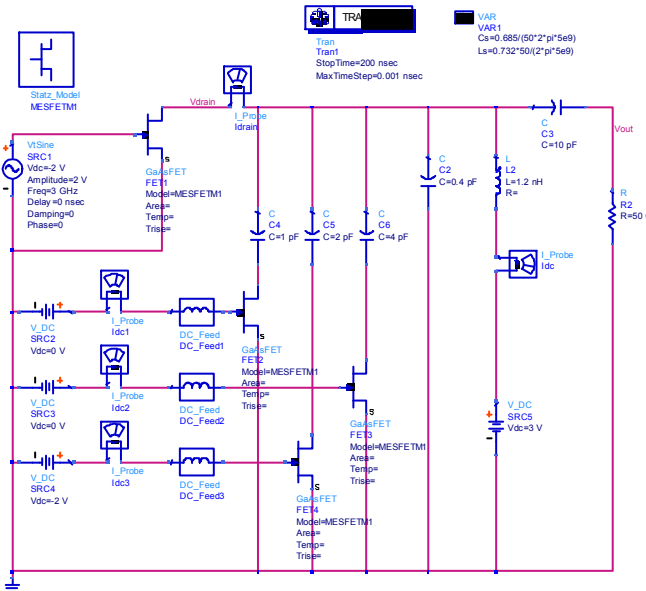 TRA
Tran
Tran1
StopTime=200 nsec
MaxTimeStep=0.001 nsec
VAR
VAR1
Cs=0.685/(50*2*pi*5e9)
Ls=0.732*50/(2*pi*5e9)
Statz_Model
MESFETM1
Vdrain
I_Probe
Idrain
C
C3
C=10 pF
Vout
VtSine
SRC1
Vdc=-2 V
Amplitude=2 V
Freq=3 GHz
Delay=0 nsec
Damping=0
Phase=0
s
GaAsFET
FET1
Model=MESFETM1
Area=
Temp=
Trise=
C
C2
C=0.4 pF
L
L2
L=1.2 nH
R=
R
R2
R=50
C
C4
C=1 pF
C
C5
C=2 pF
C
C6
C=4 pF
I_Probe
Idc
V_DC
SRC2
Vdc=0 V
I_Probe
Idc1
DC_Feed
DC_Feed1
s
GaAsFET
FET2
Model=MESFETM1
Area=
Temp=
Trise=
V_DC
SRC3
Vdc=0 V
I_Probe
Idc2
DC_Feed
DC_Feed2
s
GaAsFET
FET3
Model=MESFETM1
Area=
Temp=
Trise=
V_DC
SRC5
Vdc=3 V
V_DC
SRC4
Vdc=-2 V
I_Probe
Idc3
DC_Feed
DC_Feed3
s
GaAsFET
FET4
Model=MESFETM1
Area=
Temp=
Trise=